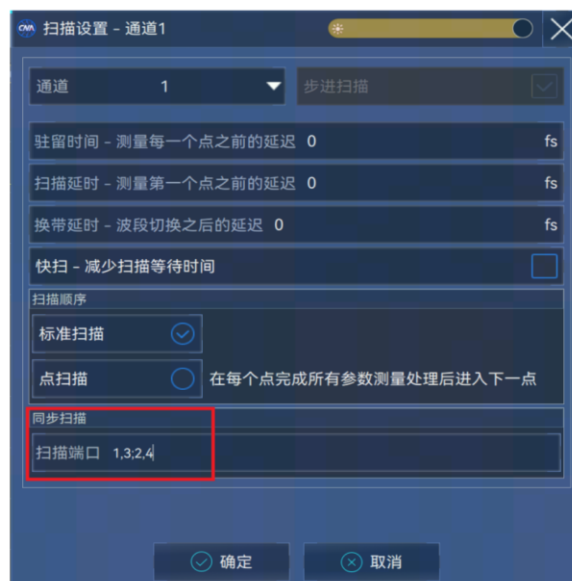 CNA 扫描设置 - 通道1
通道 1 步进扫描
驻留时间 - 测量每一个点之前的延迟 0 fs
扫描延时 - 测量第一个点之前的延迟 0 fs
换带延时 - 波段切换之后的延迟 0 fs
快扫 - 减少扫描等待时间
扫描顺序
标准扫描
点扫描 在每个点完成所有参数测量处理后进入下一点
同步扫描
扫描端口 1,3;2,4
确定 取消